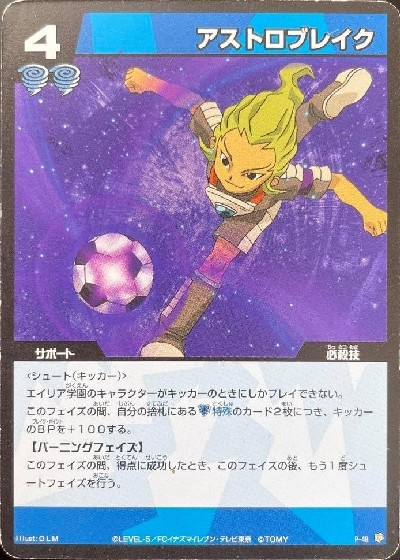 4
アストロブレイク
サポート
必殺技
<シュート(キッカー)>
エイリア学園のキャラクターがキッカーのときにしかプレイできない。
このフェイズの間、自分の捨札にある特殊のカード2枚につき、キッカー
のBPを+100する。
【バーニングフェイズ】
このフェイズの間、得点に成功したとき、このフェイズの後、もう1度シュ
ートフェイズを行う。
Illust:OLM
©LEVEL-5/FCイナズマイレブン・テレビ東京 ©TOMY
P-48